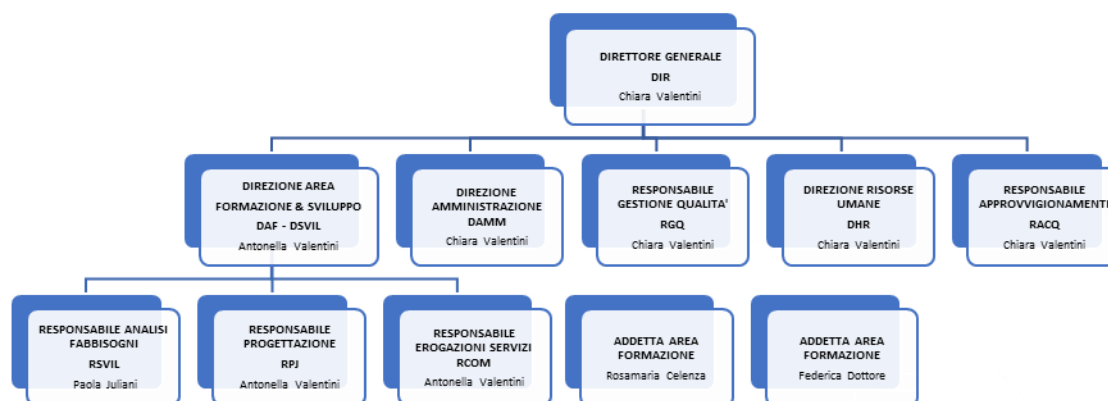 DIRETTORE GENERALE
DIR
Chiara Valentini
DIREZIONE AREA
FORMAZIONE & SVILUPPO
DAF - DSVIL
Antonella Valentini
DIREZIONE
AMMINISTRAZIONE
DAMM
Chiara Valentini
RESPONSABILE
GESTIONE QUALITA'
RGQ
Chiara Valentini
DIREZIONE RISORSE
UMANE
DHR
Chiara Valentini
RESPONSABILE
APPROVVIGIONAMENTI
RACQ
Chiara Valentini
RESPONSABILE ANALISI
FABBISOGNI
RSVIL
Paola Juliani
RESPONSABILE
PROGETTAZIONE
RPJ
Antonella Valentini
RESPONSABILE
EROGAZIONI SERVIZI
RCOM
Antonella Valentini
ADDETTA AREA
FORMAZIONE
Rosamaria Celenza
ADDETTA AREA
FORMAZIONE
Federica Dottore